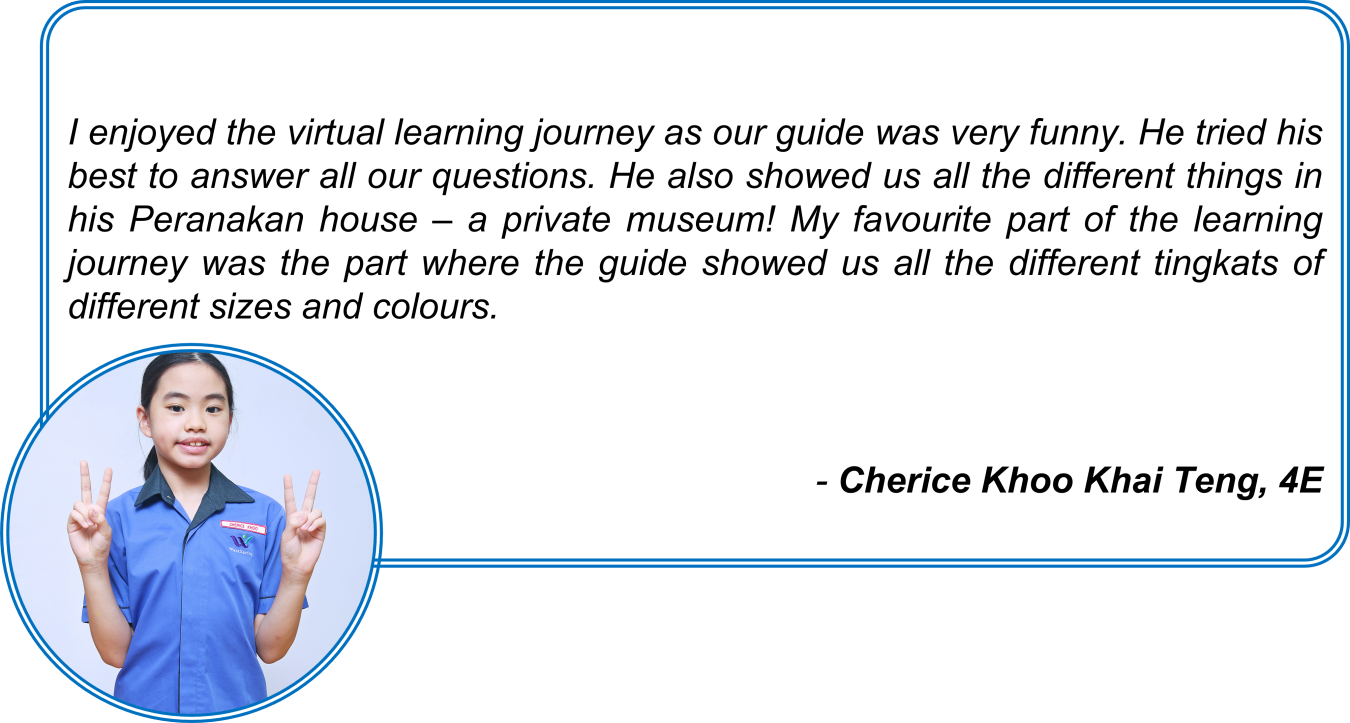 I enjoyed the virtual learning journey as our guide was very funny. He tried his
best to answer all our questions. He also showed us all the different things in
his Peranakan house – a private museum! My favourite part of the learning
journey was the part where the guide showed us all the different tingkats of
different sizes and colours.
- Cherice Khoo Khai Teng, 4E
CHERICE KHOO